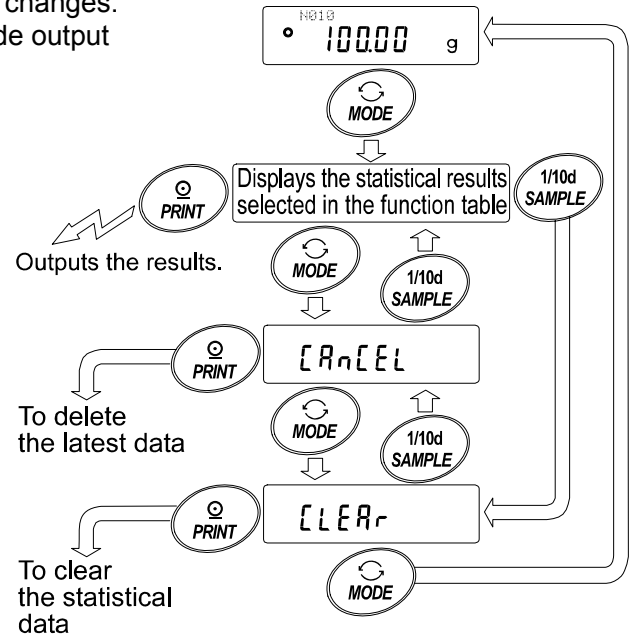 changes.
de output
N010
100.00 g
MODE
Displays the statistical results
selected in the function table
PRINT
1/10d
SAMPLE
Outputs the results.
MODE
1/10d
SAMPLE
PRINT
CAnCEL
To delete
the latest data
MODE
1/10d
SAMPLE
PRINT
CLEAr
To clear
the statistical
data
MODE